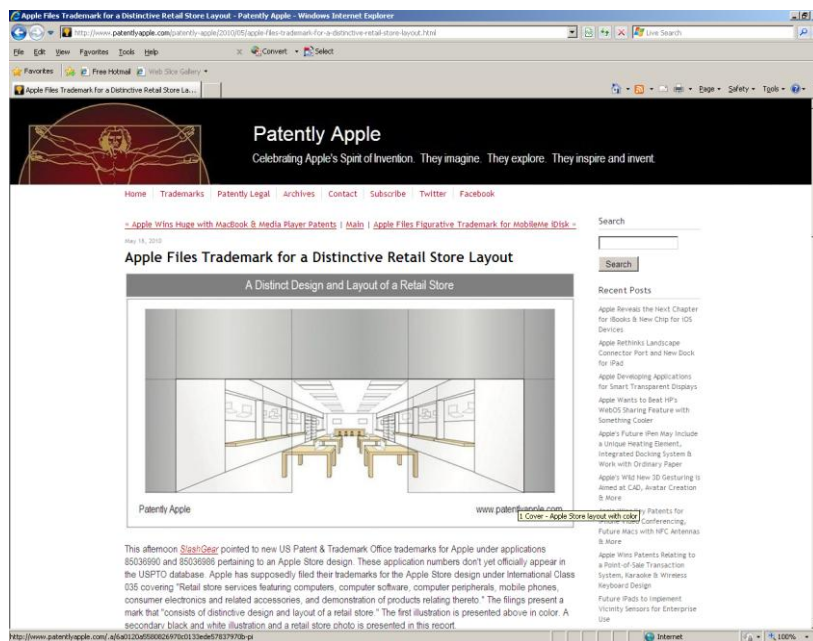 Apple Files Trademark for a Distinctive Retail Store Layout - Patently Apple - Windows Internet Explorer
http://www.patentlyapple.com/patently-apple/2010/05/apple-files-trademark-for-a-distinctive-retail-store-layout.html
Live Search
File Edit View Favorites Tools Help
x Convert Select
Favorites Free Hotmail Web Slice Gallery
Apple Files Trademark for a Distinctive Retail Store La...
Page Safety Tools
Patently Apple
Celebrating Apple's Spirit of Invention. They imagine. They explore. They inspire and invent.
Home Trademarks Patently Legal Archives Contact Subscribe Twitter Facebook
« Apple Wins Huge with MacBook & Media Player Patents | Main | Apple Files Figurative Trademark for MobileMe iDisk »
May 18, 2010
Apple Files Trademark for a Distinctive Retail Store Layout
A Distinct Design and Layout of a Retail Store
Patently Apple www.patentlyapple.com
1 Cover - Apple Store layout with color
This afternoon SlashGear pointed to new US Patent & Trademark Office trademarks for Apple under applications
85036990 and 85036986 pertaining to an Apple Store design. These application numbers don't yet officially appear in
the USPTO database. Apple has supposedly filed their trademarks for the Apple Store design under International Class
035 covering "Retail store services featuring computers, computer software, computer peripherals, mobile phones,
consumer electronics and related accessories, and demonstration of products relating thereto." The filings present a
mark that "consists of distinctive design and layout of a retail store." The first illustration is presented above in color. A
secondary black and white illustration and a retail store photo is presented in this report.
Search
Search
Recent Posts
Apple Reveals the Next Chapter
for iBooks & New Chip for iOS
Devices
Apple Rethinks Landscape
Connector Port and New Dock
for iPad
Apple Developing Applications
for Smart Transparent Displays
Apple Wants to Beat HP's
WebOS Sharing Feature with
Something Cooler
Apple's Future iPen May Include
a Unique Heating Element,
Integrated Docking System &
Work with Ordinary Paper
Apple's Wild New 3D Gesturing is
Aimed at CAD, Avatar Creation
& More
Key Patents for
Conferencing,
Future Macs with NFC Antennas
& More
Apple Wins Patents Relating to
a Point-of-Sale Transaction
System, Karaoke & Wireless
Keyboard Design
Future iPads to Implement
Vicinity Sensors for Enterprise
Use
http://www.patentlyapple.com/.a/6a0120a5580826970c0133ede57837970b-pi
Internet
100%